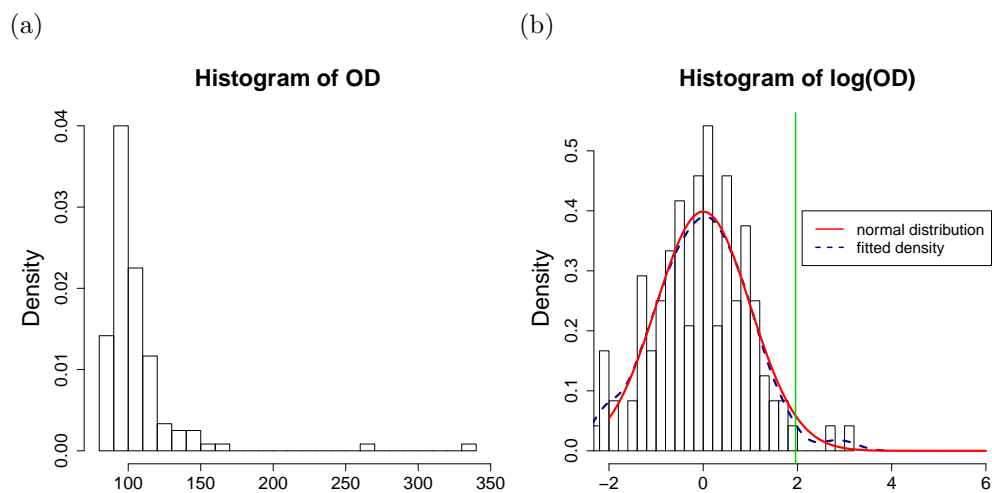 (a)
Histogram of OD
Density
0.04
0.03
0.02
0.01
0.00
100 150 200 250 300 350
(b)
Histogram of log(OD)
Density
0.5
0.4
0.3
0.2
0.1
0.0
normal distribution
fitted density
−2 0 2 4 6